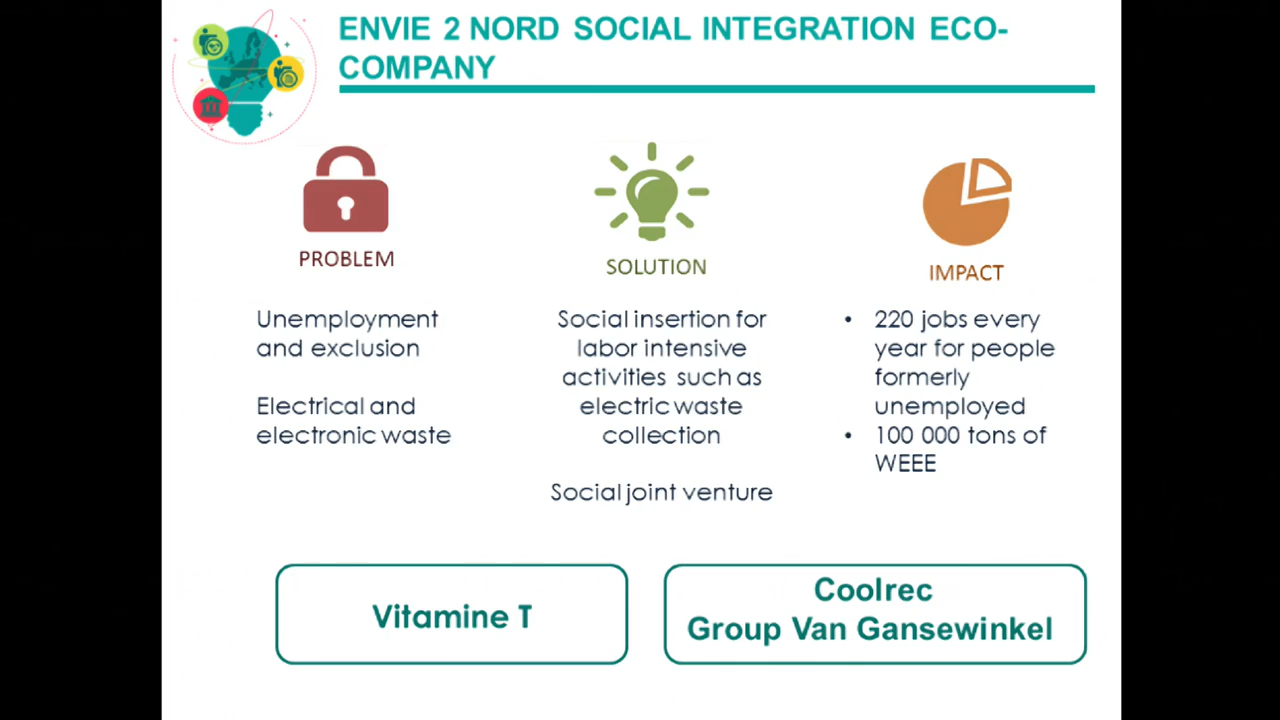 ENVIE 2 NORD SOCIAL INTEGRATION ECO-
COMPANY
PROBLEM
Unemployment
and exclusion
Electrical and
electronic waste
SOLUTION
Social insertion for
labor intensive
activities such as
electric waste
collection
Social joint venture
IMPACT
• 220 jobs every
year for people
formerly
unemployed
• 100 000 tons of
WEEE
Vitamine T
Coolrec
Group Van Gansewinkel